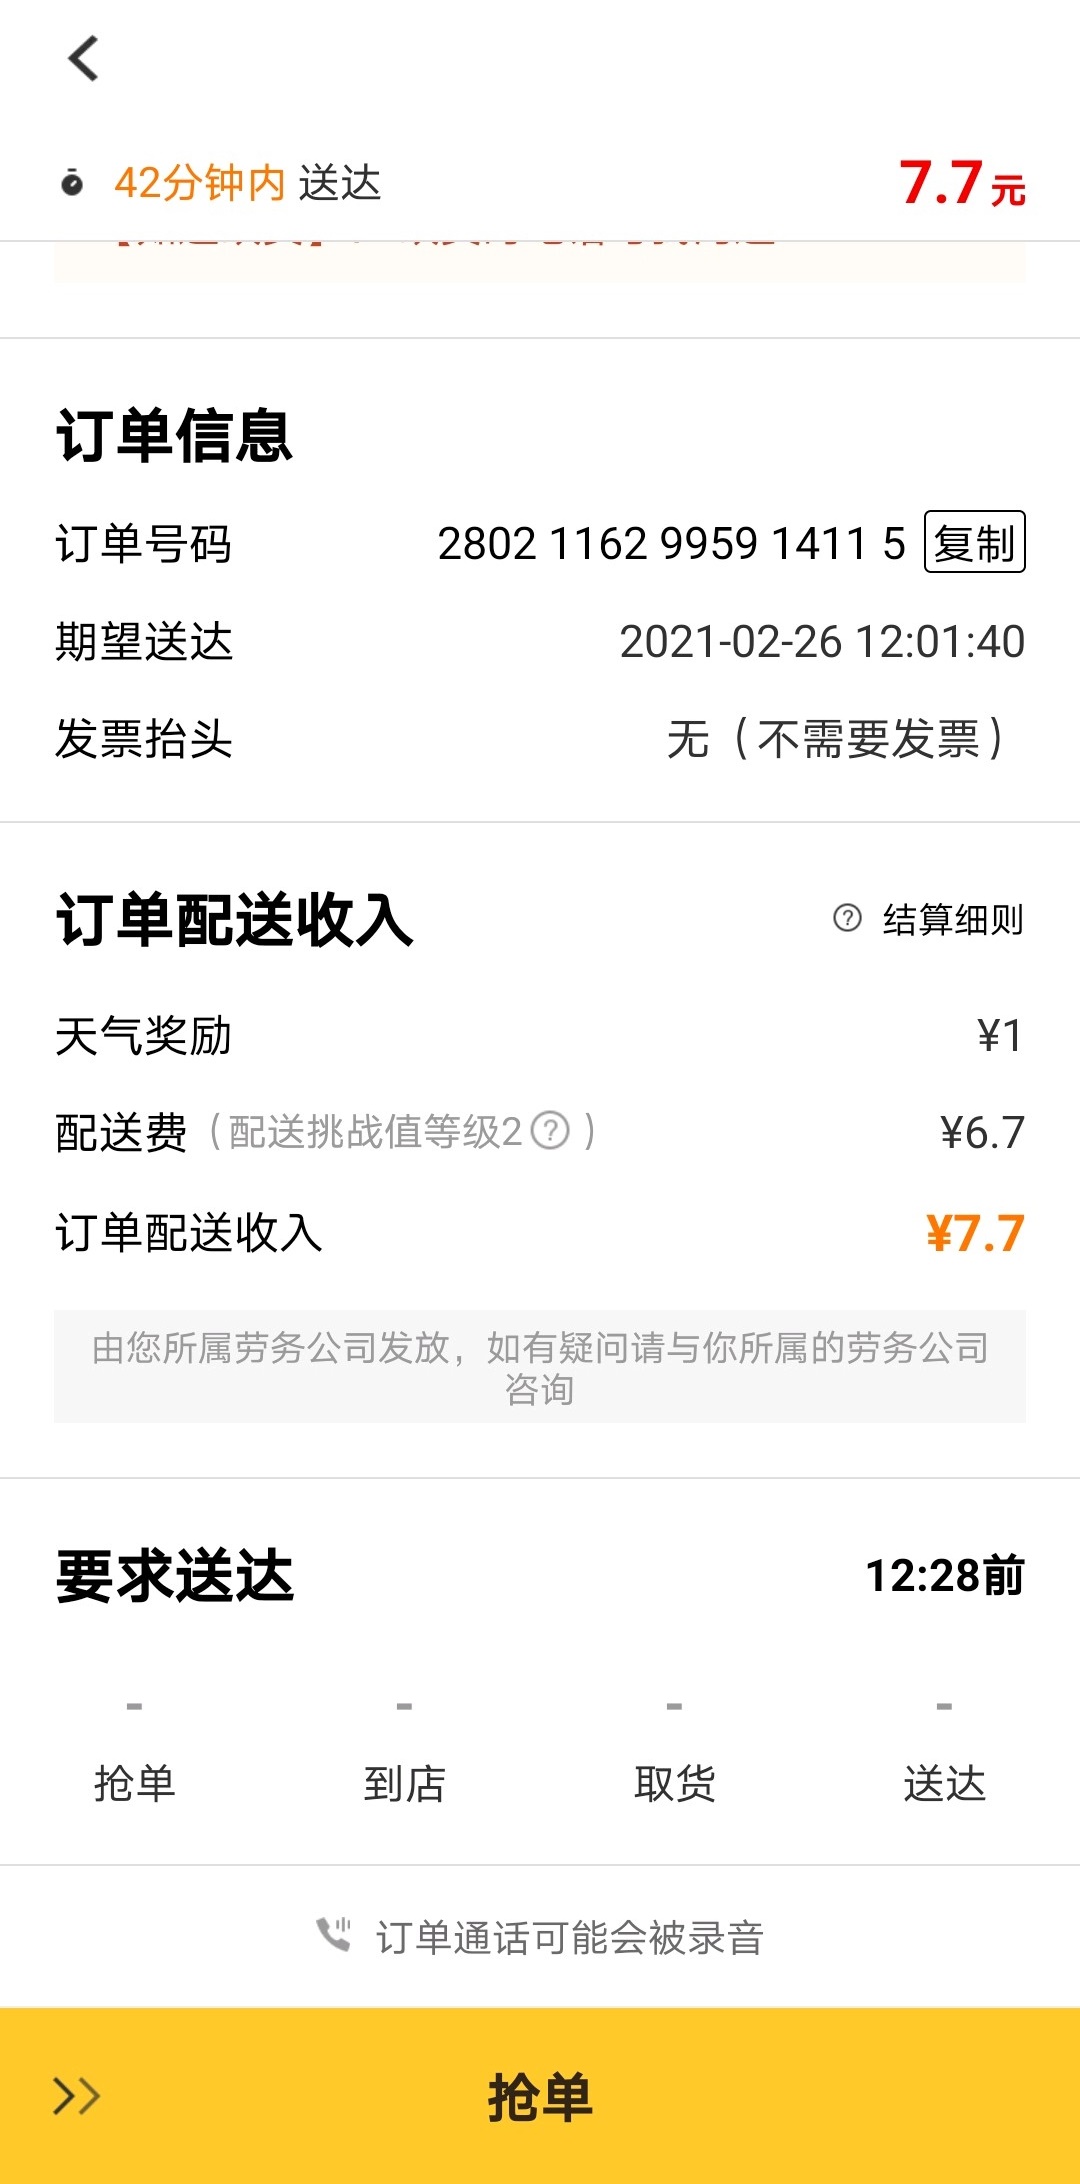 42分钟内 送达 7.7元
订单信息
订单号码 2802 1162 9959 1411 5 复制
期望送达 2021-02-26 12:01:40
发票抬头 无（不需要发票）
订单配送收入 ? 结算细则
天气奖励 ¥1
配送费（配送挑战值等级2?） ¥6.7
订单配送收入 ¥7.7
由您所属劳务公司发放，如有疑问请与你所属的劳务公司
咨询
要求送达 12:28前
- - - -
抢单 到店 取货 送达
订单通话可能会被录音
抢单